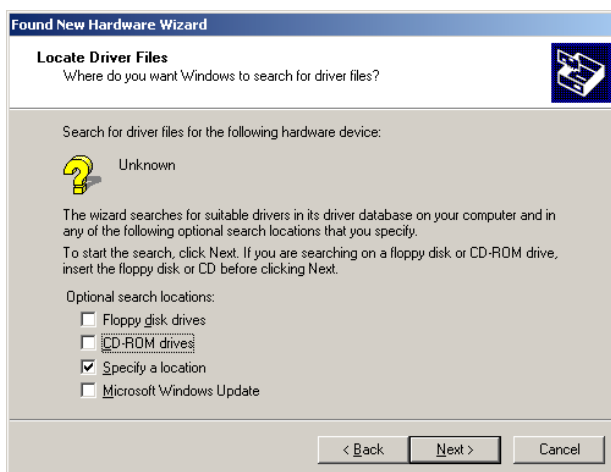 Found New Hardware Wizard
Locate Driver Files
Where do you want Windows to search for driver files?
Search for driver files for the following hardware device:
Unknown
The wizard searches for suitable drivers in its driver database on your computer and in
any of the following optional search locations that you specify.
To start the search, click Next. If you are searching on a floppy disk or CD-ROM drive,
insert the floppy disk or CD before clicking Next.
Optional search locations:
Floppy disk drives
CD-ROM drives
Specify a location
Microsoft Windows Update
< Back Next > Cancel